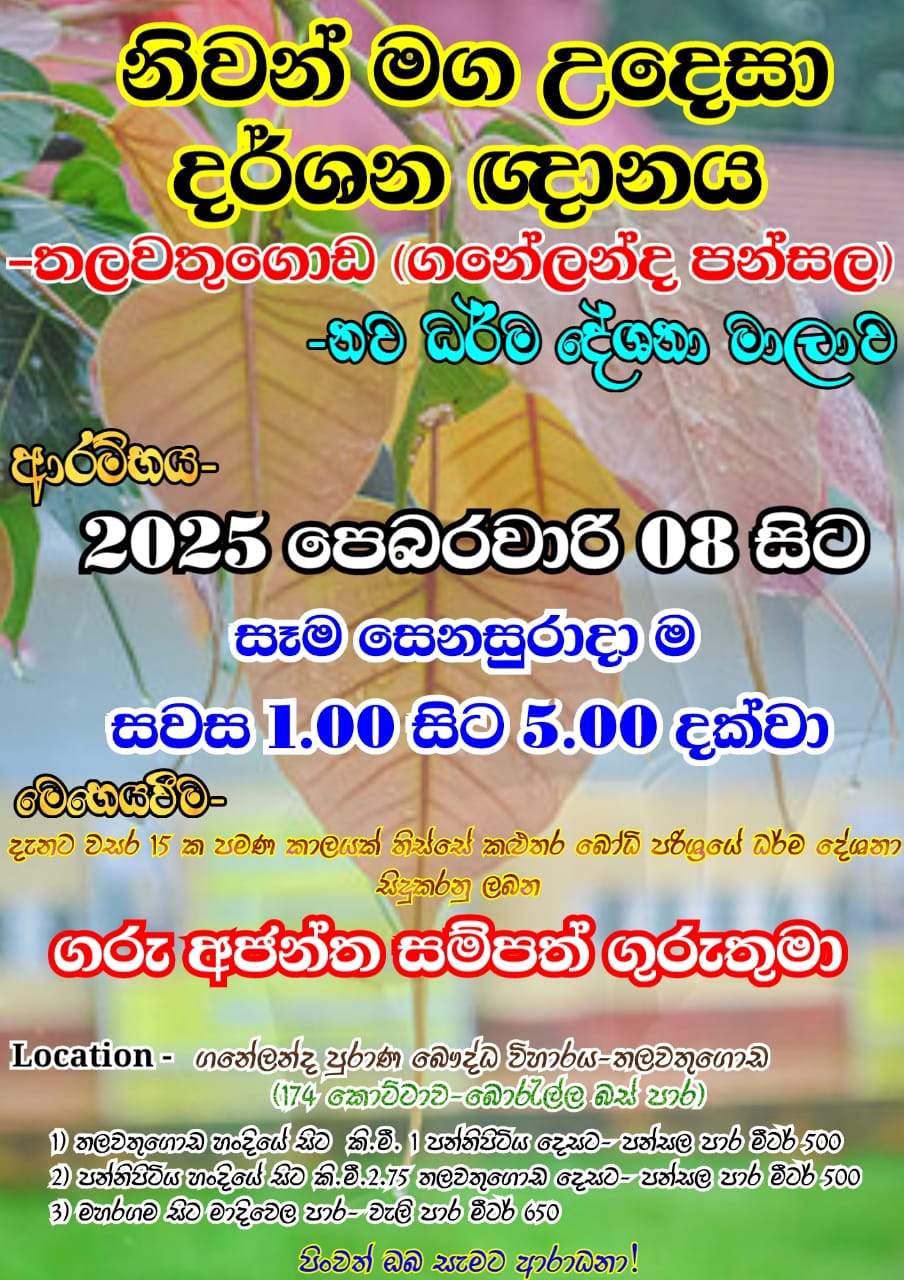 නිවන් මග උදෙසා
දර්ශන ඥානය
-තලවතුගොඩ (ගනේලන්ද පන්සල)
-නව ධර්ම දේශනා මාලාව
ආරම්භය-
2025 පෙබරවාරි 08 සිට
සෑම සෙනසුරාදා ම
සවස 1.00 සිට 5.00 දක්වා
මෙහෙයවීම-
දැනට වසර 15 ක පමණ කාලයක් තිස්සේ කළුතර බෝධි පරිශ්‍රයේ ධර්ම දේශනා
සිදුකරනු ලබන
ගරු අජන්ත සම්පත් ගුරුතුමා
Location - ගනේලන්ද පුරාණ බෞද්ධ විහාරය-තලවතුගොඩ
(174 කොට්ටාව-බොරැල්ල බස් පාර)
1) තලවතුගොඩ හංදියේ සිට කි.මී. 1 පන්නිපිටිය දෙසට- පන්සල පාර මීටර් 500
2) පන්නිපිටිය හංදියේ සිට කි.මී.2.75 තලවතුගොඩ දෙසට- පන්සල පාර මීටර් 500
3) මහරගම සිට මාදිවෙල පාර- වැලි පාර මීටර් 650
පිංවත් ඔබ සැමට ආරාධනා!